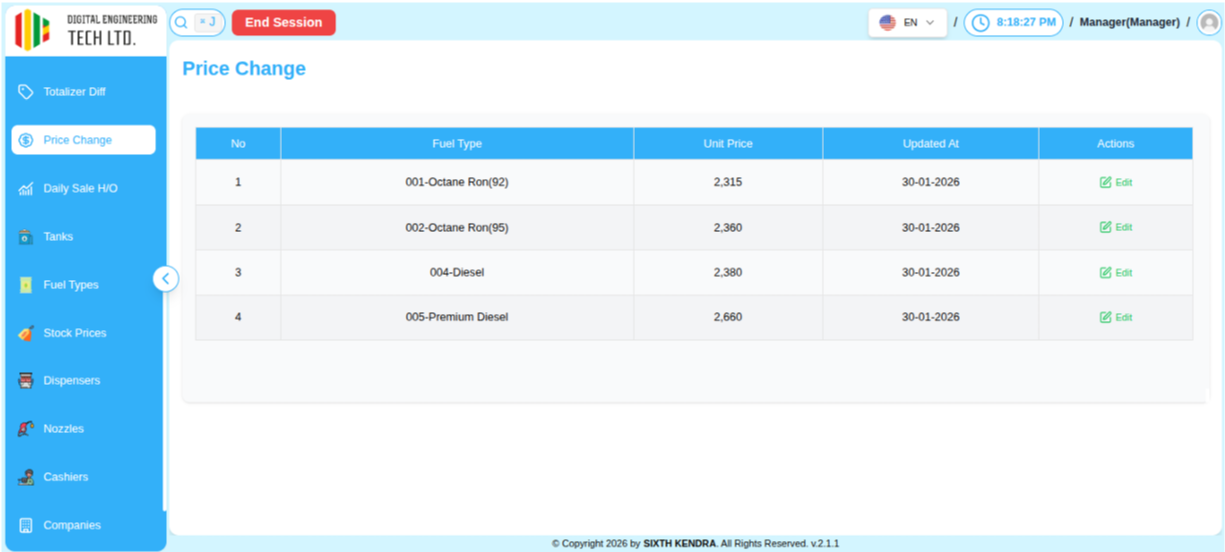 DIGITAL ENGINEERING
TECH LTD.
J
End Session
EN
/
8:18:27 PM
/
Manager(Manager)
/
Totalizer Diff
Price Change
Daily Sale H/O
Tanks
Fuel Types
Stock Prices
Dispensers
Nozzles
Cashiers
Companies
Price Change
No Fuel Type Unit Price Updated At Actions
1 001-Octane Ron(92) 2,315 30-01-2026 Edit
2 002-Octane Ron(95) 2,360 30-01-2026 Edit
3 004-Diesel 2,380 30-01-2026 Edit
4 005-Premium Diesel 2,660 30-01-2026 Edit
© Copyright 2026 by SIXTH KENDRA. All Rights Reserved. v.2.1.1